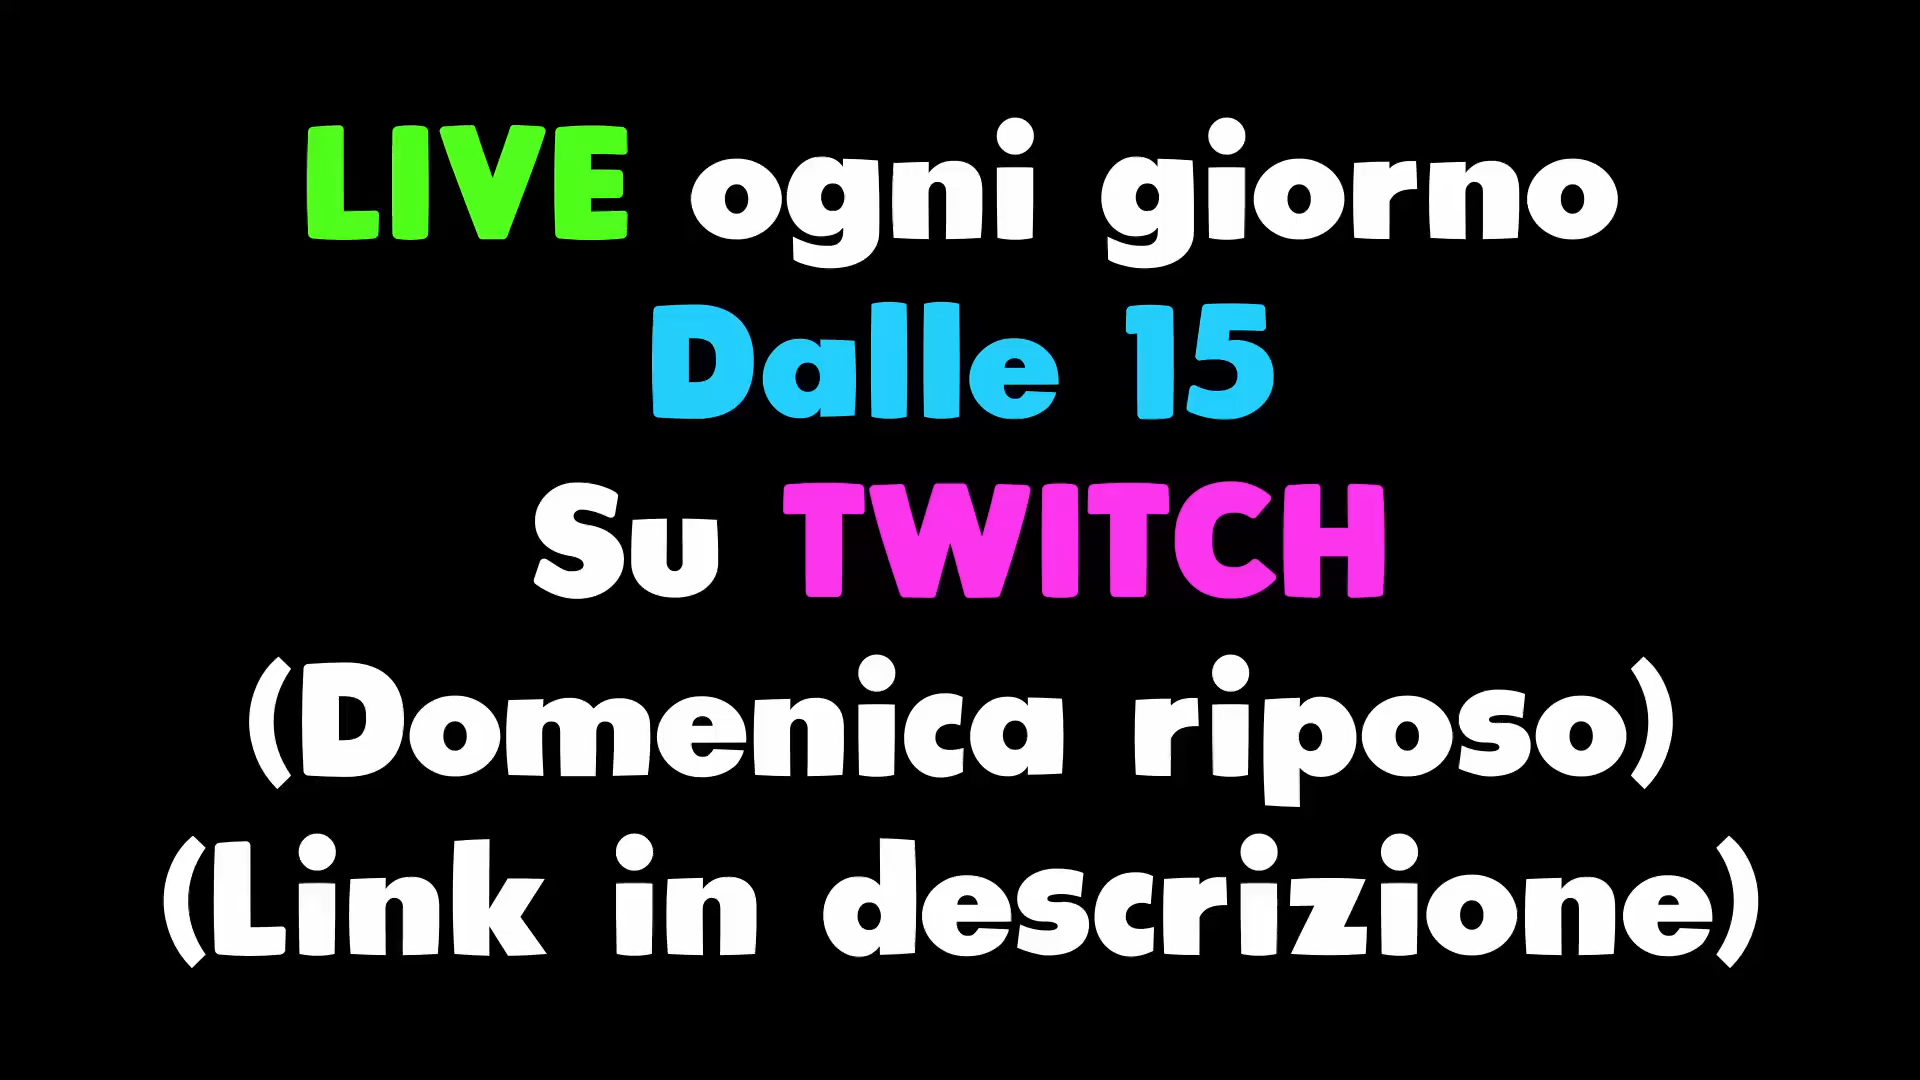 LIVE ogni giorno
Dalle 15
Su TWITCH
(Domenica riposo)
(Link in descrizione)